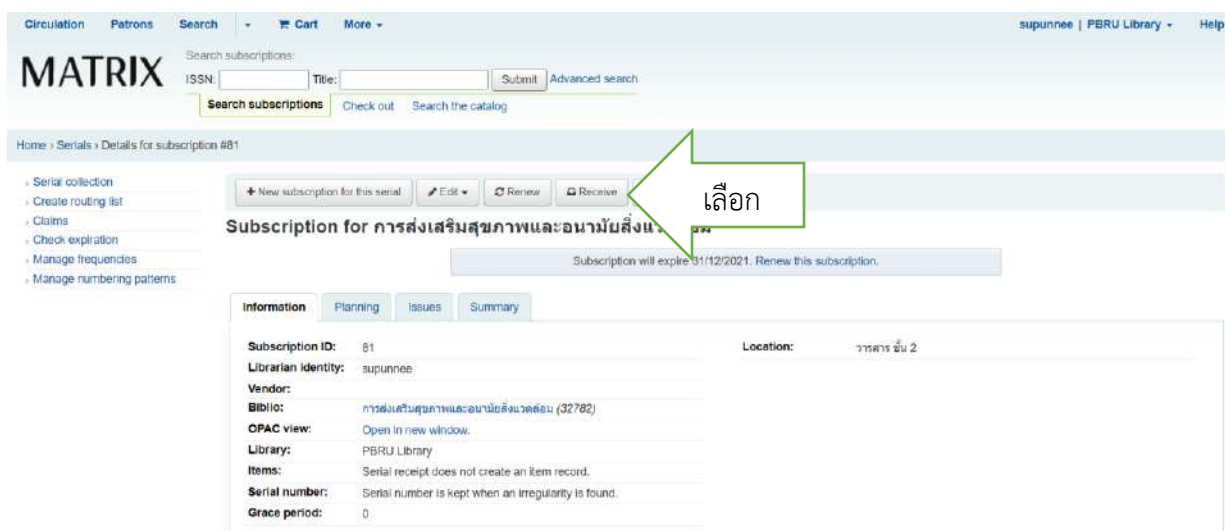 Circulation Patrons Search Cart More supunnee | PBRU Library Help
MATRIX
Search subscriptions:
ISSN: Title: Submit Advanced search
Search subscriptions Check out Search the catalog
Home › Serials › Details for subscription #81
Serial collection
Create routing list
Claims
Check expiration
Manage frequencies
Manage numbering patterns
+ New subscription for this serial Edit Renew Receive
เลือก
Subscription for การส่งเสริมสุขภาพและอนามัยสิ่งแว
Subscription will expire 31/12/2021. Renew this subscription.
Information Planning Issues Summary
Subscription ID: 81
Librarian identity: supunnee
Vendor:
Biblio: การส่งเสริมสุขภาพและอนามัยสิ่งแวดล้อม (32782)
OPAC view: Open in new window.
Library: PBRU Library
Items: Serial receipt does not create an item record.
Serial number: Serial number is kept when an irregularity is found.
Grace period: 0
Location: วารสาร ชั้น 2